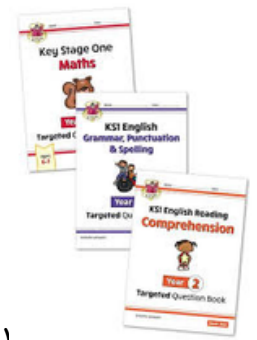 Key Stage One
Maths
Targeted
KS1 English
Grammar, Punctuation
& Spelling
Year
Targeted Question
KS1 English Reading
Comprehension
Year 2
Targeted Question Book